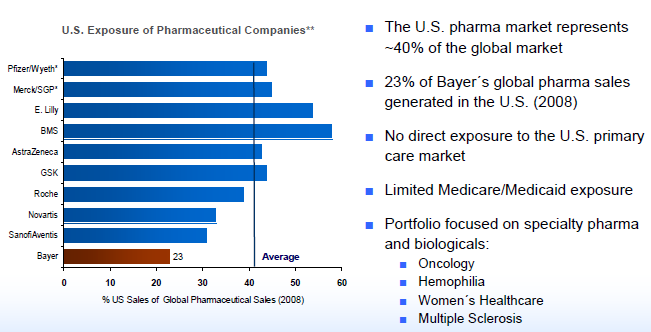 U.S. Exposure of Pharmaceutical Companies**
Pfizer/Wyeth*
Merck/SGP*
E. Lilly
BMS
AstraZeneca
GSK
Roche
Novartis
SanofiAventis
Bayer
23
Average
0 10 20 30 40 50 60
% US Sales of Global Pharmaceutical Sales (2008)
The U.S. pharma market represents
~40% of the global market
23% of Bayer´s global pharma sales
generated in the U.S. (2008)
No direct exposure to the U.S. primary
care market
Limited Medicare/Medicaid exposure
Portfolio focused on specialty pharma
and biologicals:
Oncology
Hemophilia
Women´s Healthcare
Multiple Sclerosis